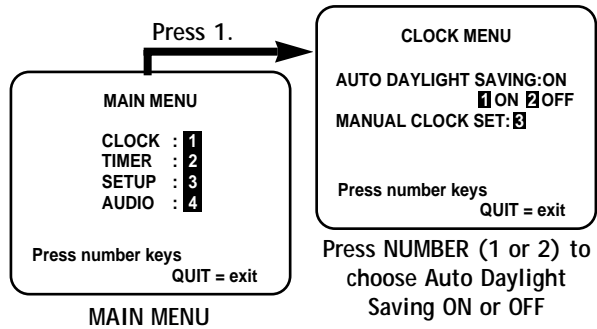 Press 1.
MAIN MENU
CLOCK : 1
TIMER : 2
SETUP : 3
AUDIO : 4
Press number keys
QUIT = exit
MAIN MENU
CLOCK MENU
AUTO DAYLIGHT SAVING:ON
1 ON 2 OFF
MANUAL CLOCK SET: 3
Press number keys
QUIT = exit
Press NUMBER (1 or 2) to
choose Auto Daylight
Saving ON or OFF